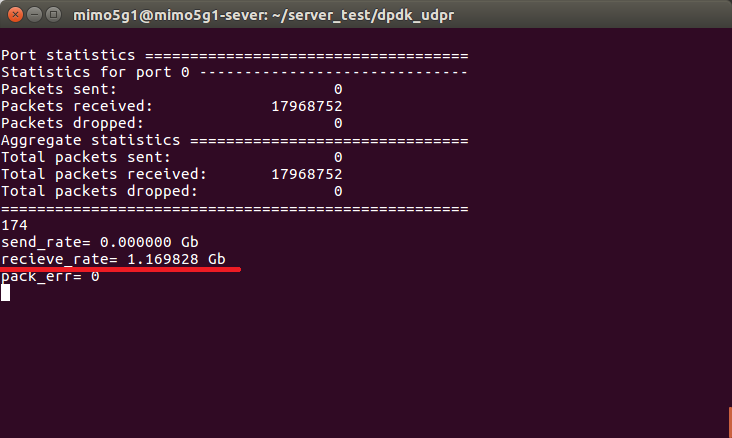 mimo5g1@mimo5g1-sever: ~/server_test/dpdk_udpr
Port statistics ====================================
Statistics for port 0 ------------------------------
Packets sent: 0
Packets received: 17968752
Packets dropped: 0
Aggregate statistics ===============================
Total packets sent: 0
Total packets received: 17968752
Total packets dropped: 0
====================================================
174
send_rate= 0.000000 Gb
recieve_rate= 1.169828 Gb
pack_err= 0